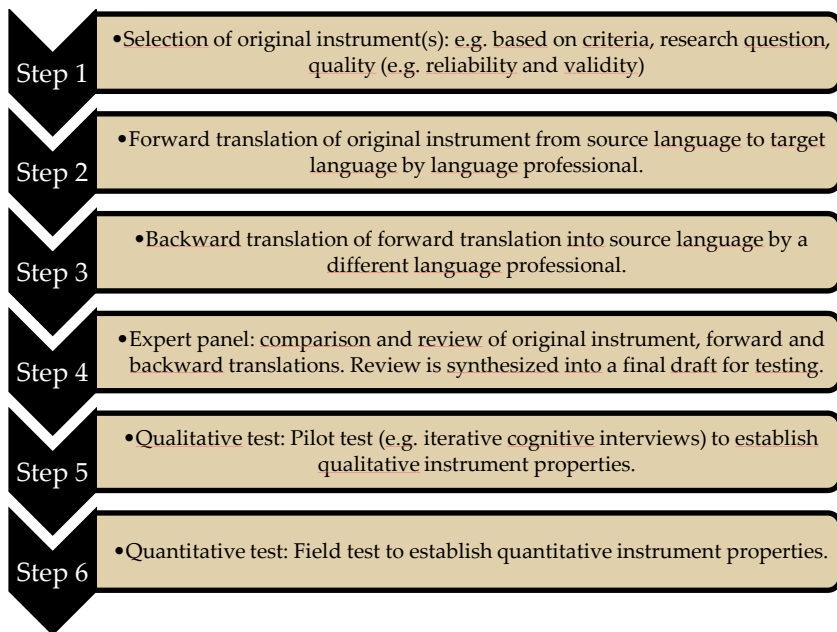 Step 1
•Selection of original instrument(s): e.g. based on criteria, research question,
quality (e.g. reliability and validity)
Step 2
•Forward translation of original instrument from source language to target
language by language professional.
Step 3
•Backward translation of forward translation into source language by a
different language professional.
Step 4
•Expert panel: comparison and review of original instrument, forward and
backward translations. Review is synthesized into a final draft for testing.
Step 5
•Qualitative test: Pilot test (e.g. iterative cognitive interviews) to establish
qualitative instrument properties.
Step 6
•Quantitative test: Field test to establish quantitative instrument properties.